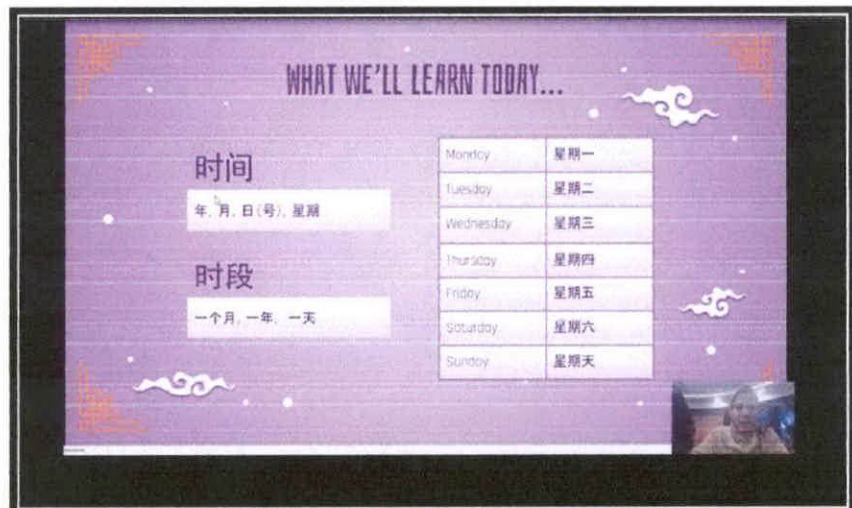 WHAT WE'LL LEARN TODAY...
时间
年, 月, 日(号), 星期
时段
一个月, 一年, 一天
Monday 星期一
Tuesday 星期二
Wednesday 星期三
Thursday 星期四
Friday 星期五
Saturday 星期六
Sunday 星期天